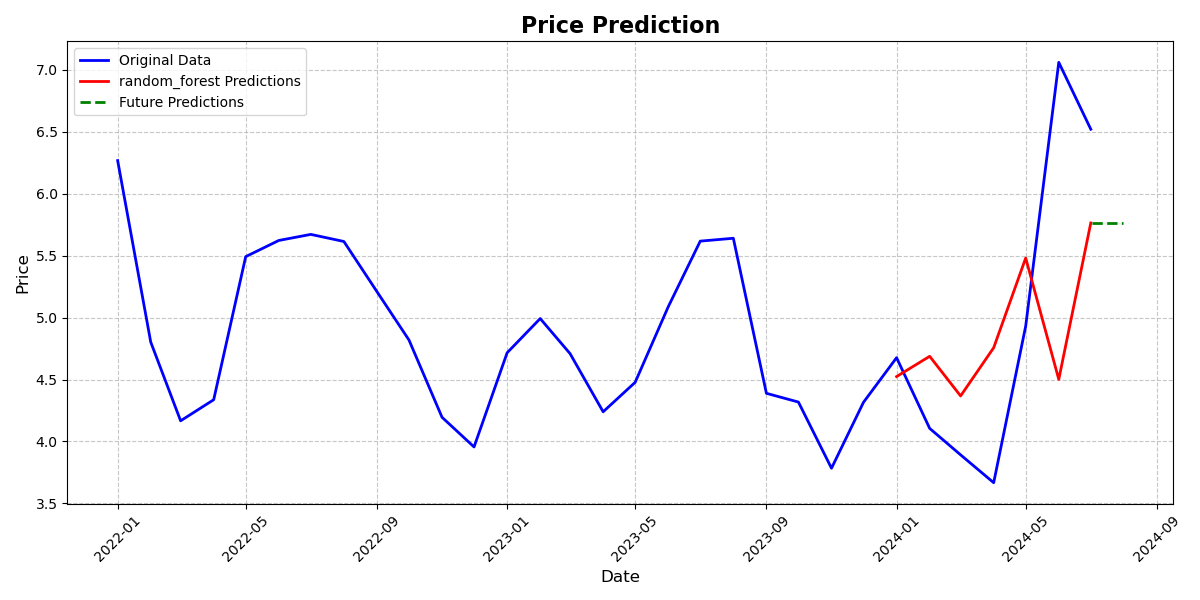 Price Prediction
Original Data
random_forest Predictions
Future Predictions
Price
7.0
6.5
6.0
5.5
5.0
4.5
4.0
3.5
2022-01
2022-05
2022-09
2023-01
2023-05
2023-09
2024-01
2024-05
2024-09
Date